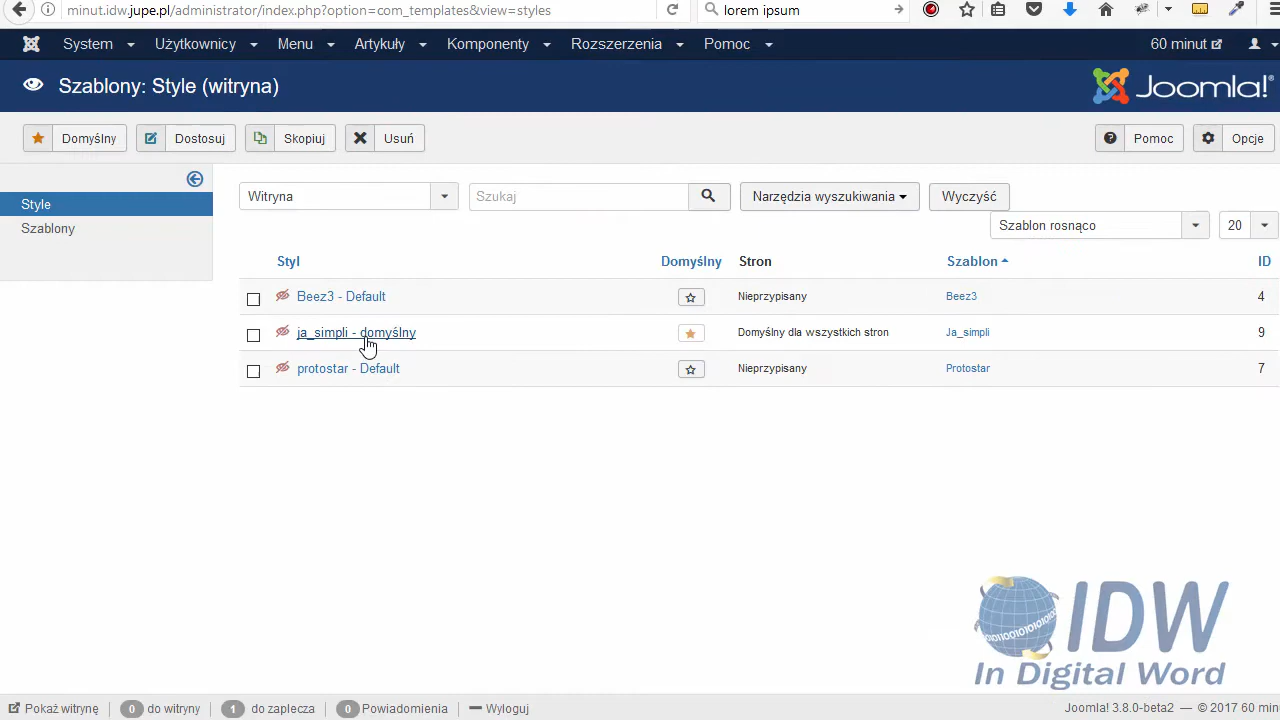 minut.idw.jupe.pl/administrator/index.php?option=com_templates&view=styles
lorem ipsum
System
Użytkownicy
Menu
Artykuły
Komponenty
Rozszerzenia
Pomoc
60 minut
Szablony: Style (witryna)
Joomla!®
Domyślny
Dostosuj
Skopiuj
Usuń
Pomoc
Opcje
Style
Szablony
Witryna
Szukaj
Narzędzia wyszukiwania
Wyczyść
Szablon rosnąco
20
Styl
Domyślny
Stron
Szablon
ID
Beez3 - Default
Nieprzypisany
Beez3
4
ja_simpli - domyślny
Domyślny dla wszystkich stron
Ja_simpli
9
protostar - Default
Nieprzypisany
Protostar
7
IDW
In Digital Word
Pokaż witrynę
0 do witryny
1 do zaplecza
0 Powiadomienia
Wyloguj
Joomla! 3.8.0-beta2 — © 2017 60 min